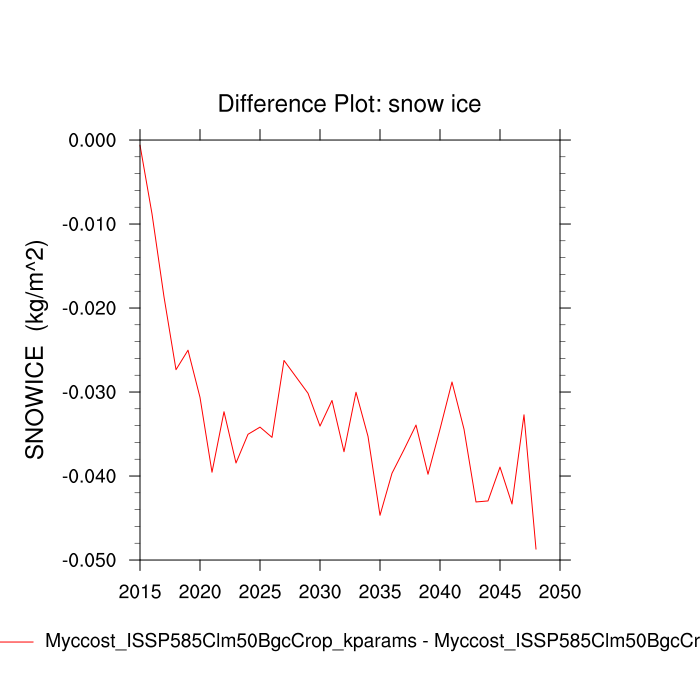 Difference Plot: snow ice
SNOWICE (kg/m^2)
0.000
-0.010
-0.020
-0.030
-0.040
-0.050
2015 2020 2025 2030 2035 2040 2045 2050
Myccost_ISSP585Clm50BgcCrop_kparams - Myccost_ISSP585Clm50BgcCr